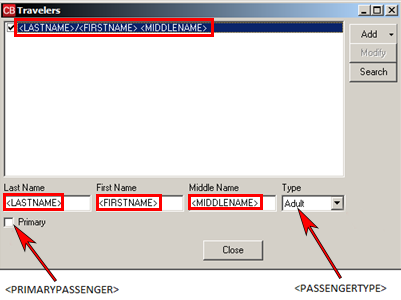 CB Travelers
<LASTNAME>/<FIRSTNAME> <MIDDLENAME>
Add
Modify
Search
Last Name First Name Middle Name Type
<LASTNAME> <FIRSTNAME> <MIDDLENAME> Adult
Primary
Close
<PRIMARYPASSENGER> <PASSENGERTYPE>